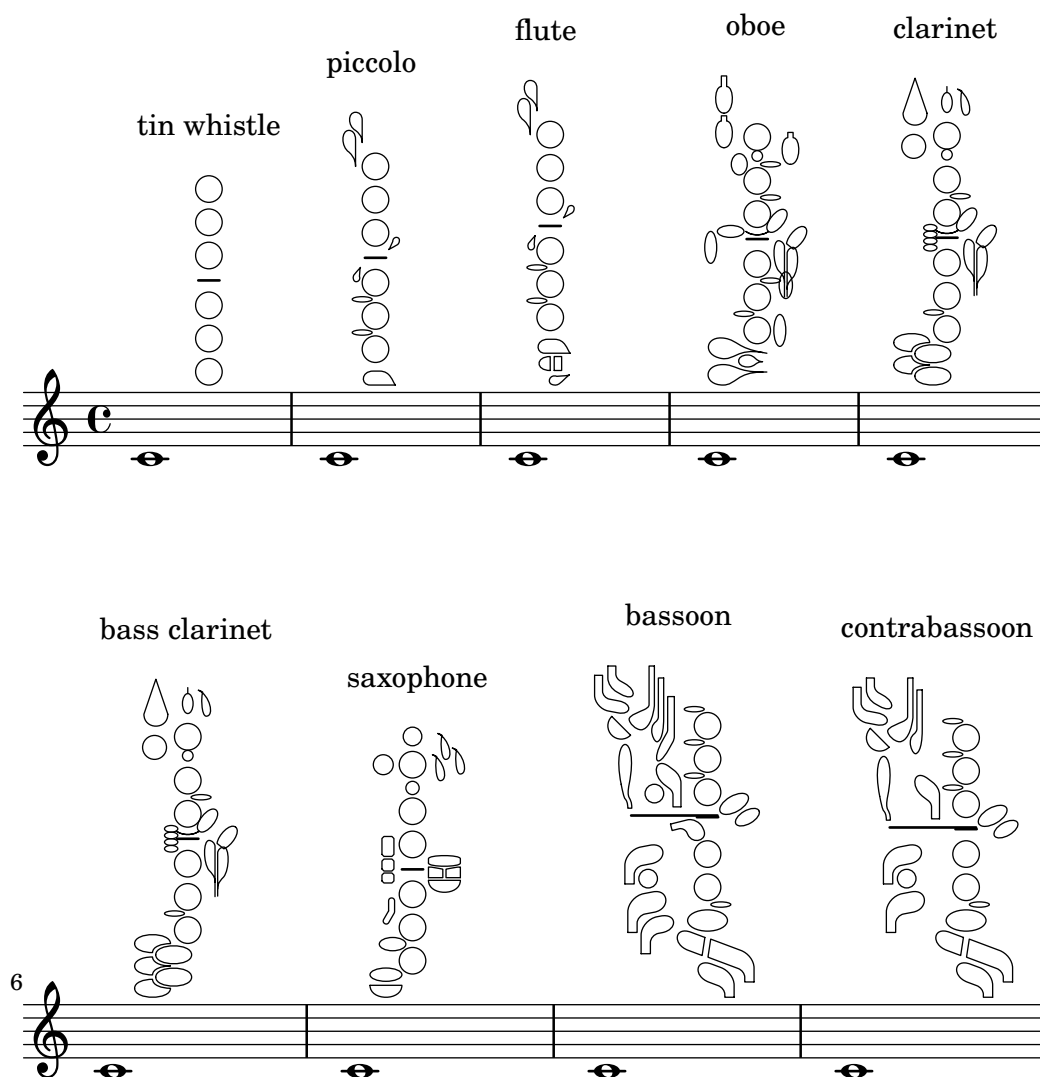 tin whistle
piccolo
flute
oboe
clarinet
bass clarinet
saxophone
bassoon
contrabassoon
6